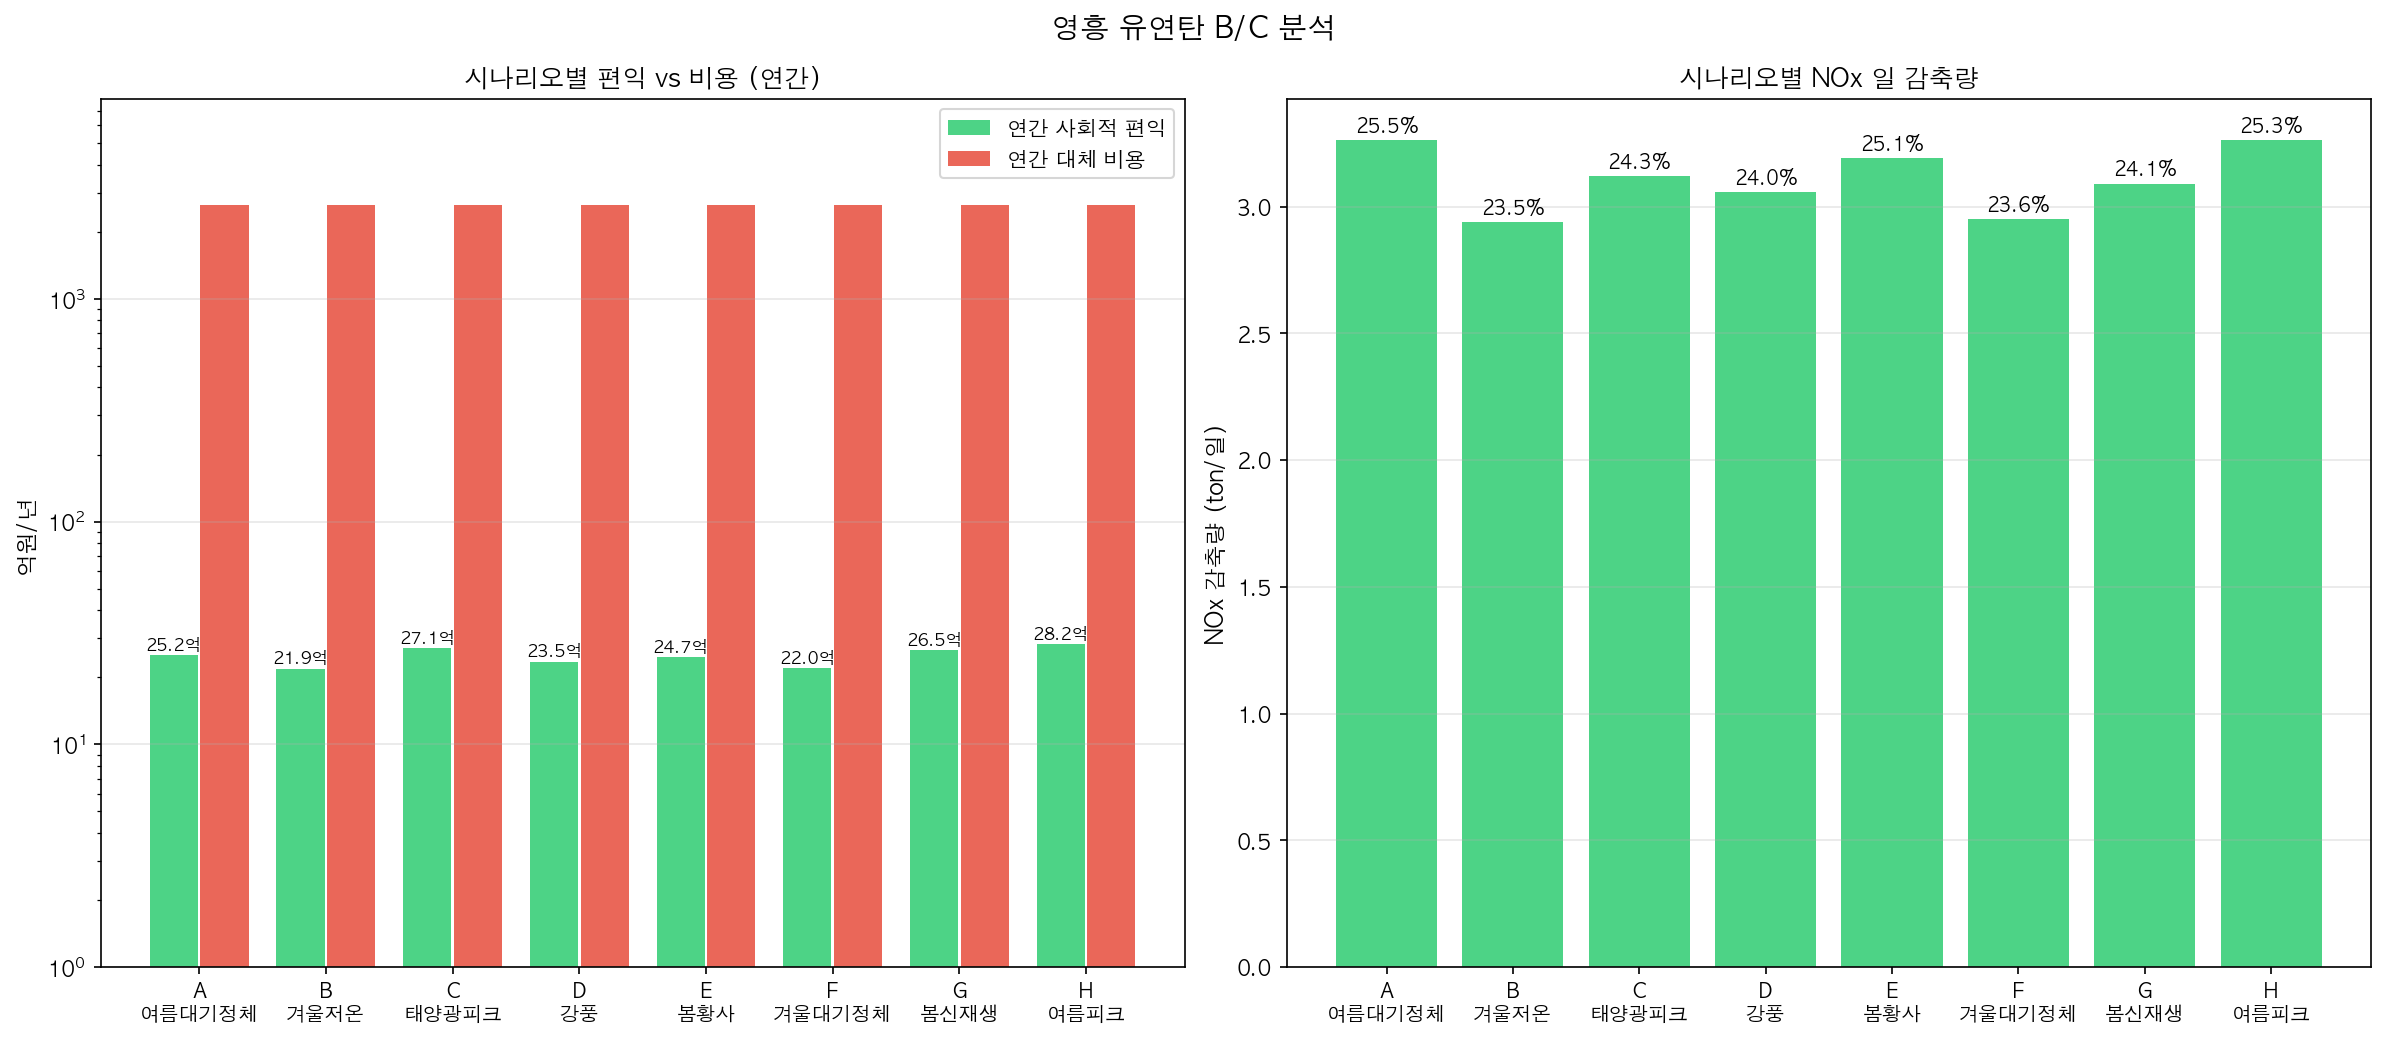 영흥 유연탄 B/C 분석
시나리오별 편익 vs 비용 (연간)
연간 사회적 편익
연간 대체 비용
억원/년
10³
10²
10¹
10⁰
25.2억
21.9억
27.1억
23.5억
24.7억
22.0억
26.5억
28.2억
A
여름대기정체
B
겨울저온
C
태양광피크
D
강풍
E
봄황사
F
겨울대기정체
G
봄신재생
H
여름피크
시나리오별 NOx 일 감축량
NOx 감축량 (ton/일)
3.0
2.5
2.0
1.5
1.0
0.5
0.0
25.5%
23.5%
24.3%
24.0%
25.1%
23.6%
24.1%
25.3%
A
여름대기정체
B
겨울저온
C
태양광피크
D
강풍
E
봄황사
F
겨울대기정체
G
봄신재생
H
여름피크